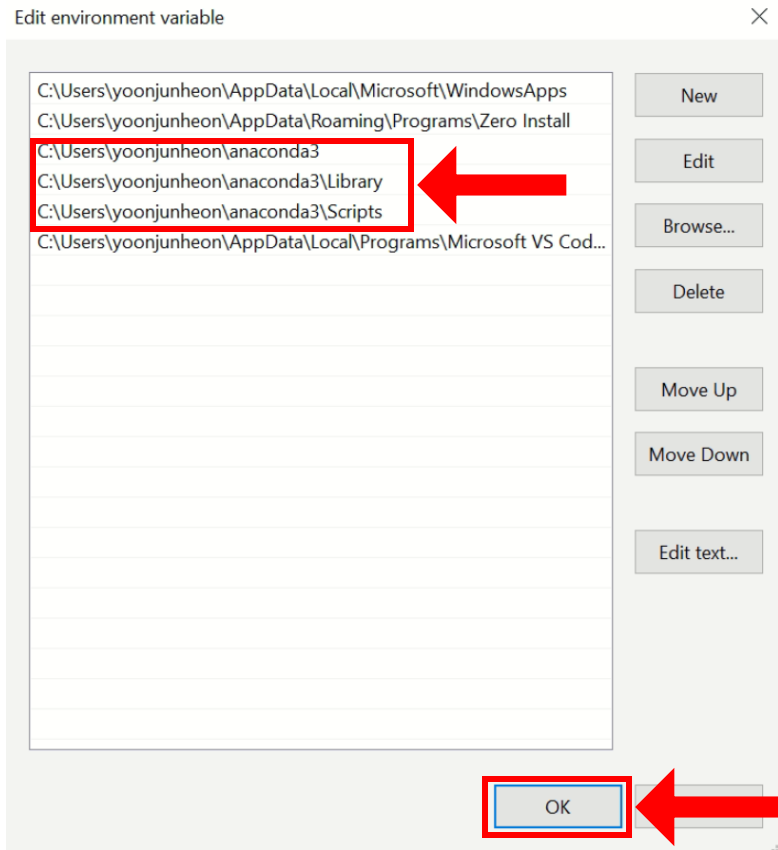 Edit environment variable
C:\Users\yoonjunheon\AppData\Local\Microsoft\WindowsApps
New
C:\Users\yoonjunheon\AppData\Roaming\Programs\Zero Install
C:\Users\yoonjunheon\anaconda3
Edit
C:\Users\yoonjunheon\anaconda3\Library
C:\Users\yoonjunheon\anaconda3\Scripts
Browse...
C:\Users\yoonjunheon\AppData\Local\Programs\Microsoft VS Cod...
Delete
Move Up
Move Down
Edit text...
OK